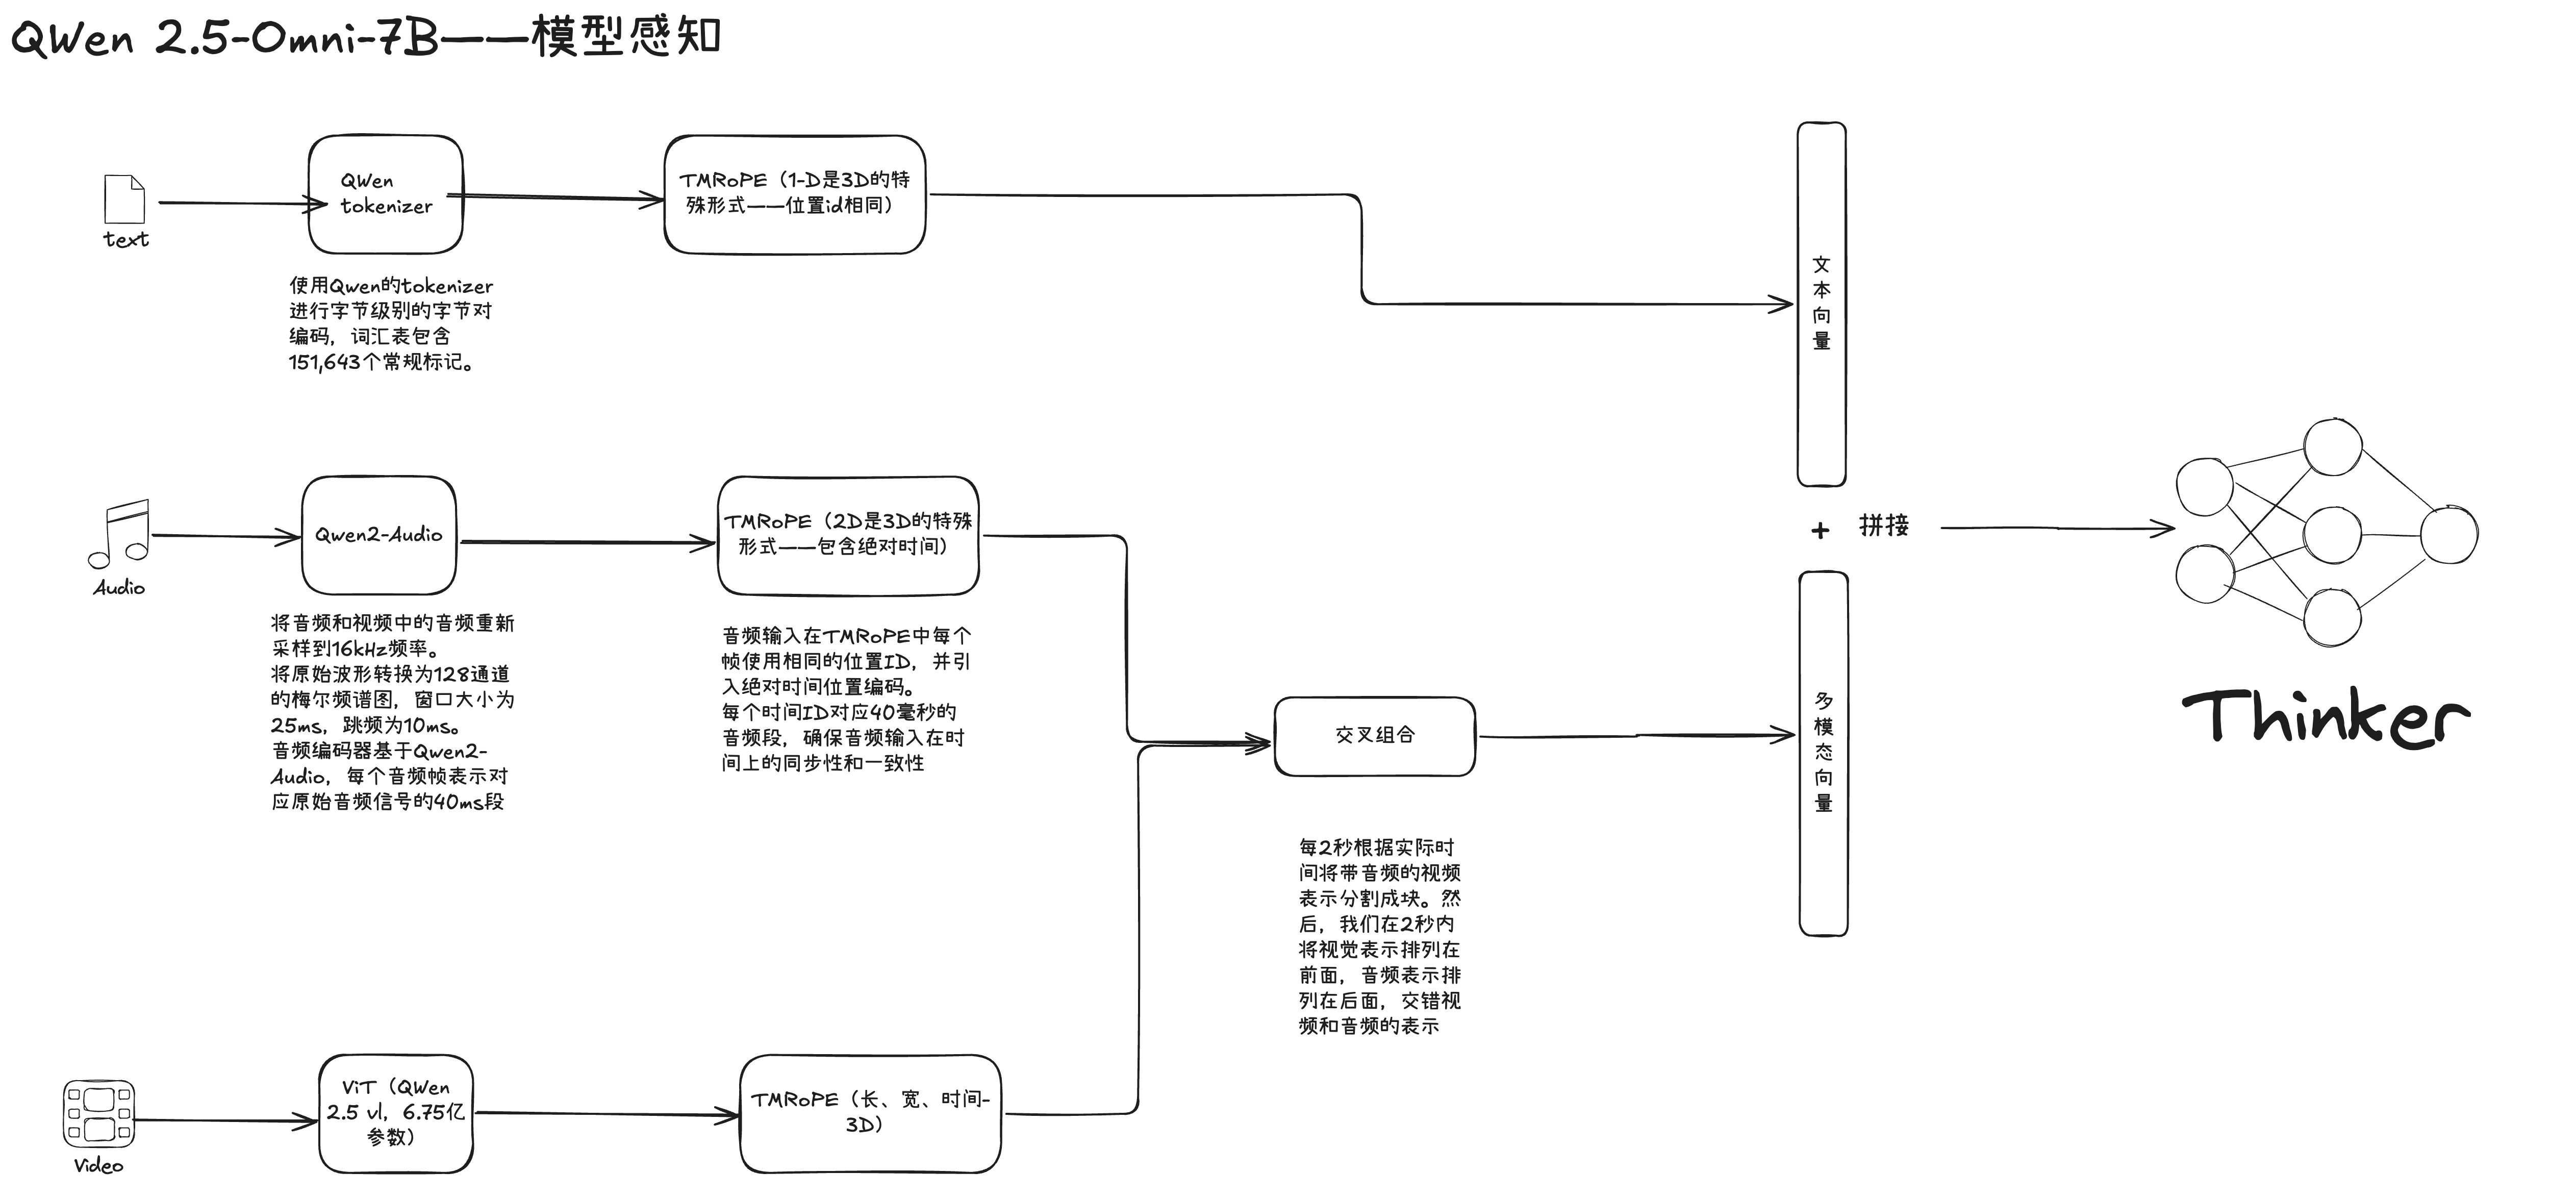 QWen 2.5-Omni-7B——模型感知
text
QWen
tokenizer
使用Qwen的tokenizer
进行字节级别的字节对
编码，词汇表包含
151,643个常规标记。
TMRoPE（1-D是3D的特
殊形式——位置id相同）
文
本
向
量
Audio
Qwen2-Audio
将音频和视频中的音频重新
采样到16kHz频率。
将原始波形转换为128通道
的梅尔频谱图，窗口大小为
25ms，跳频为10ms。
音频编码器基于Qwen2-
Audio，每个音频帧表示对
应原始音频信号的40ms段
TMRoPE（2D是3D的特殊
形式——包含绝对时间）
音频输入在TMRoPE中每个
帧使用相同的位置ID，并引
入绝对时间位置编码。
每个时间ID对应40毫秒的
音频段，确保音频输入在时
间上的同步性和一致性
+ 拼接
Thinker
交叉组合
每2秒根据实际时
间将带音频的视频
表示分割成块。然
后，我们在2秒内
将视觉表示排列在
前面，音频表示排
列在后面，交错视
频和音频的表示
多
模
态
向
量
Video
ViT（QWen
2.5 vl，6.75亿
参数）
TMRoPE（长、宽、时间-
3D）